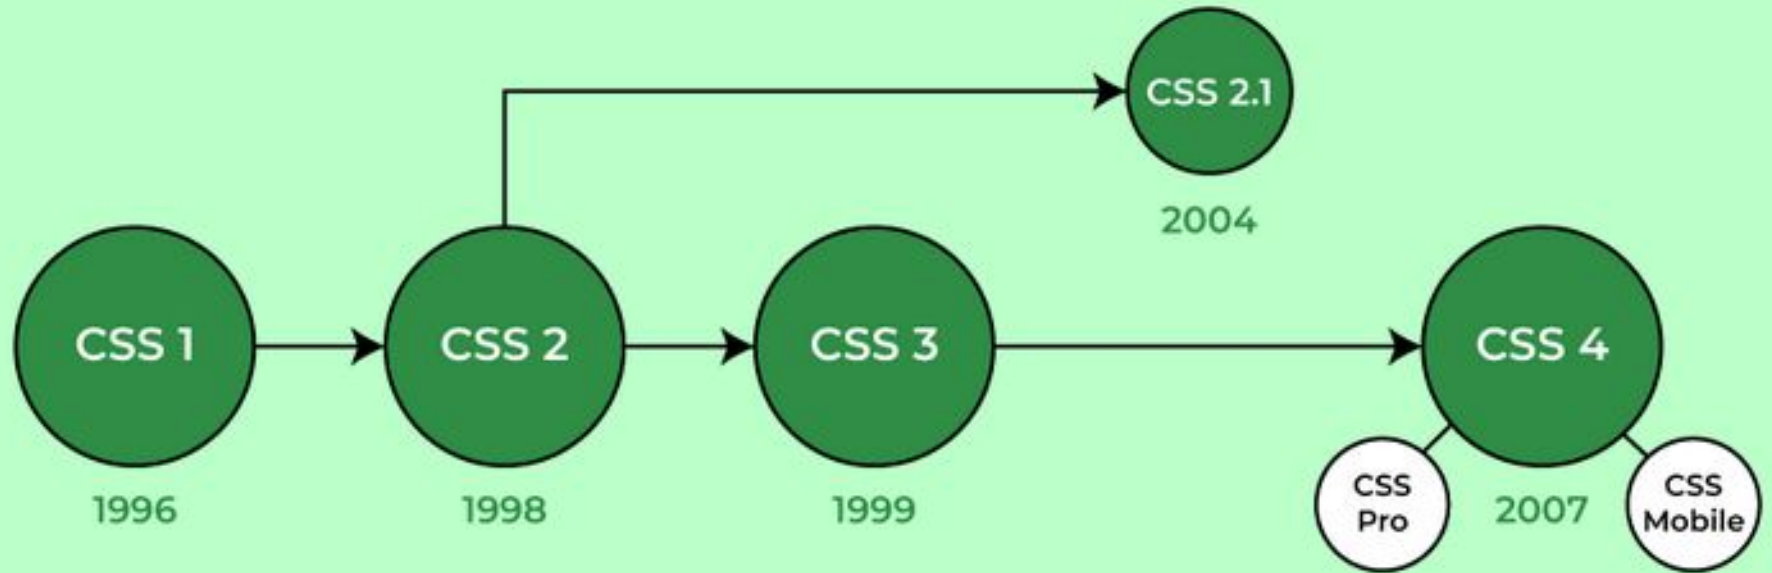 CSS 2.1
2004
CSS 1
CSS 2
CSS 3
CSS 4
1996
1998
1999
CSS
Pro
2007
CSS
Mobile